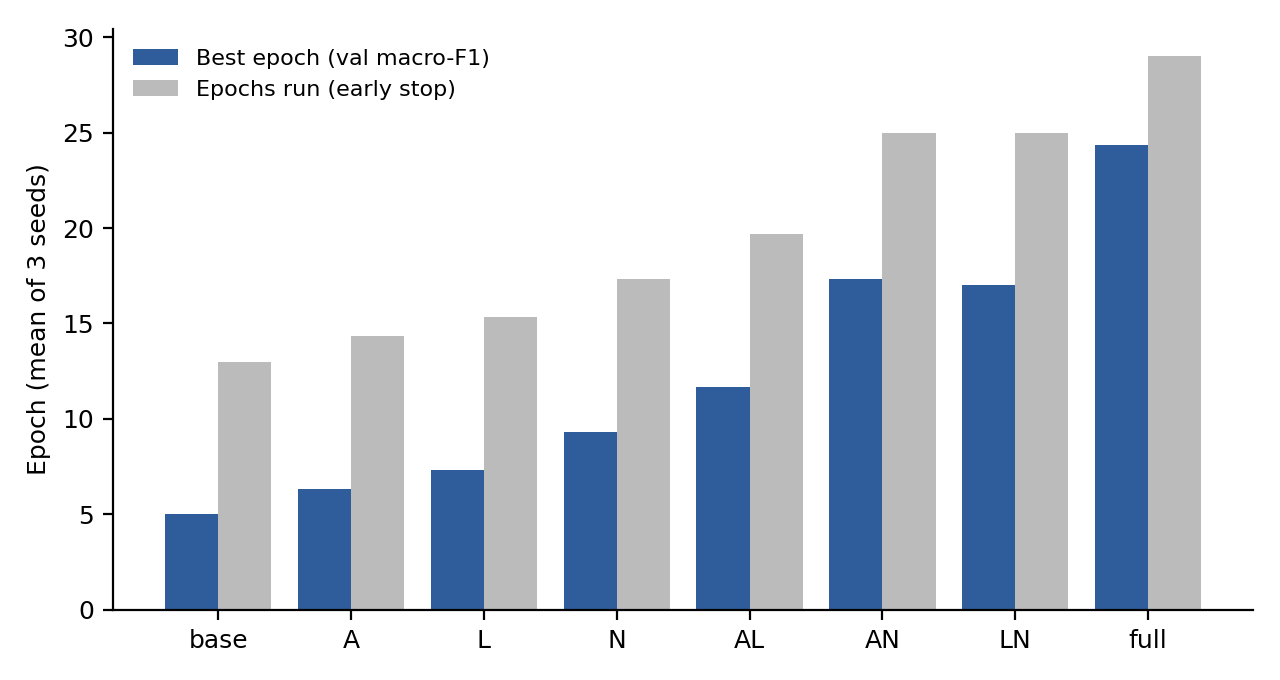 Best epoch (val macro-F1)
Epochs run (early stop)
Epoch (mean of 3 seeds)
30
25
20
15
10
5
0
base A L N AL AN LN full